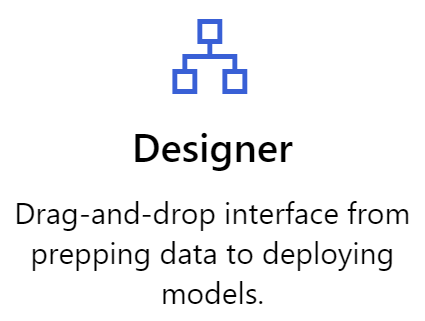 Designer
Drag-and-drop interface from
prepping data to deploying
models.